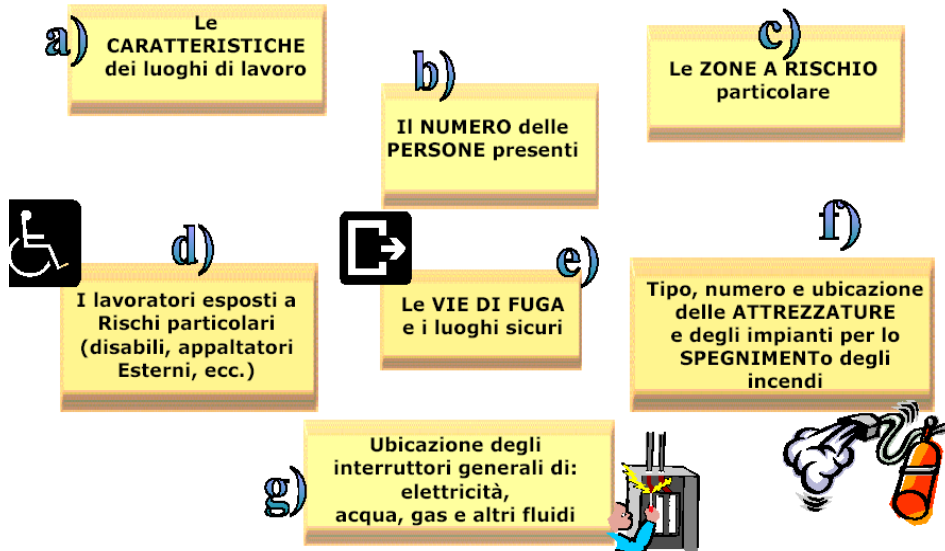 a)
Le
CARATTERISTICHE
dei luoghi di lavoro
b)
Il NUMERO delle
PERSONE presenti
c)
Le ZONE A RISCHIO
particolare
d)
I lavoratori esposti a
Rischi particolari
(disabili, appaltatori
Esterni, ecc.)
e)
Le VIE DI FUGA
e i luoghi sicuri
f)
Tipo, numero e ubicazione
delle ATTREZZATURE
e degli impianti per lo
SPEGNIMENTo degli
incendi
g)
Ubicazione degli
interruttori generali di:
elettricità,
acqua, gas e altri fluidi